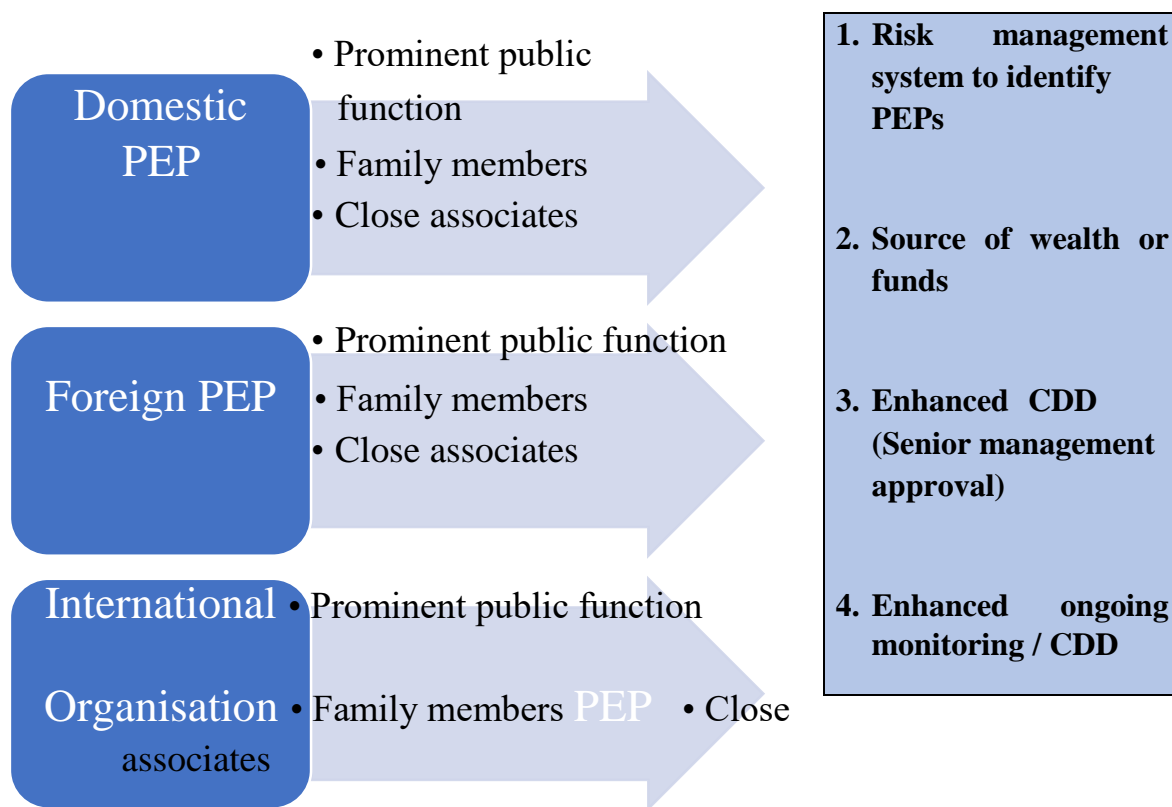 Domestic
PEP
• Prominent public
function
• Family members
• Close associates
Foreign PEP
• Prominent public function
• Family members
• Close associates
International • Prominent public function
Organisation • Family members PEP • Close
associates
1. Risk management
system to identify
PEPs
2. Source of wealth or
funds
3. Enhanced CDD
(Senior management
approval)
4. Enhanced ongoing
monitoring / CDD